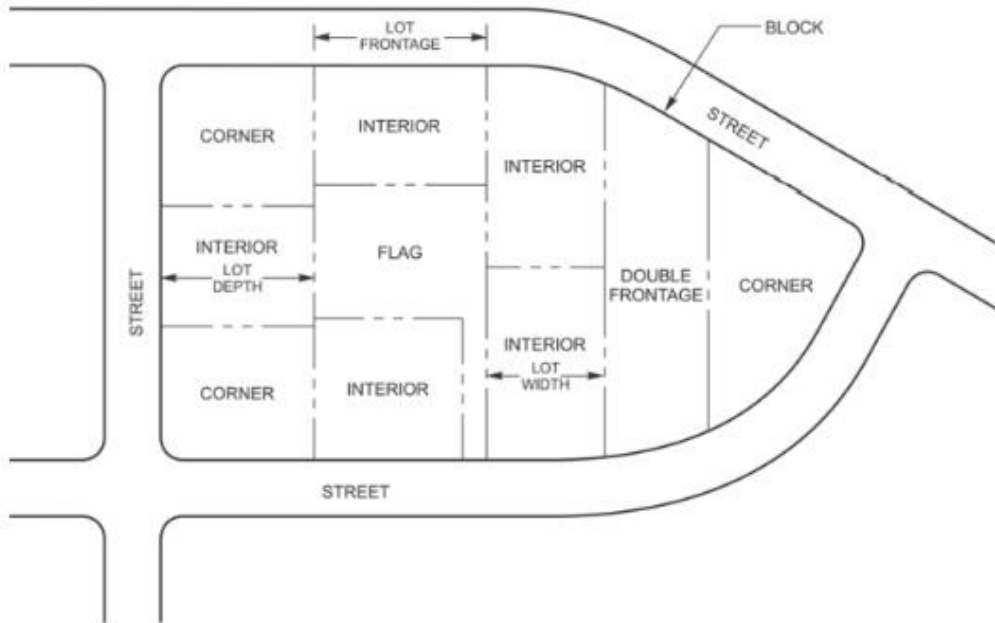 LOT
FRONTAGE
BLOCK
STREET
CORNER
INTERIOR
INTERIOR
INTERIOR
LOT
DEPTH
FLAG
DOUBLE
FRONTAGE
CORNER
STREET
CORNER
INTERIOR
INTERIOR
LOT
WIDTH
STREET